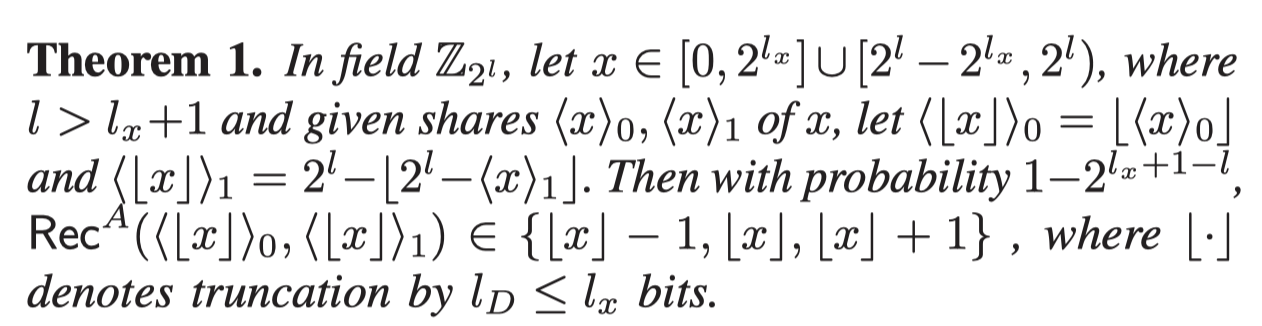 Theorem 1. In field ℤ_{2^l}, let x ∈ [0, 2^{l_x}] ∪ [2^l − 2^{l_x}, 2^l), where
l > l_x+1 and given shares ⟨x⟩_0, ⟨x⟩_1 of x, let ⟨⌊x⌋⟩_0 = ⌊⟨x⟩_0⌋
and ⟨⌊x⌋⟩_1 = 2^l−⌊2^l−⟨x⟩_1⌋. Then with probability 1−2^{l_x+1−l},
Rec^A(⟨⌊x⌋⟩_0, ⟨⌊x⌋⟩_1) ∈ {⌊x⌋ − 1, ⌊x⌋, ⌊x⌋ + 1} , where ⌊·⌋
denotes truncation by l_D ≤ l_x bits.